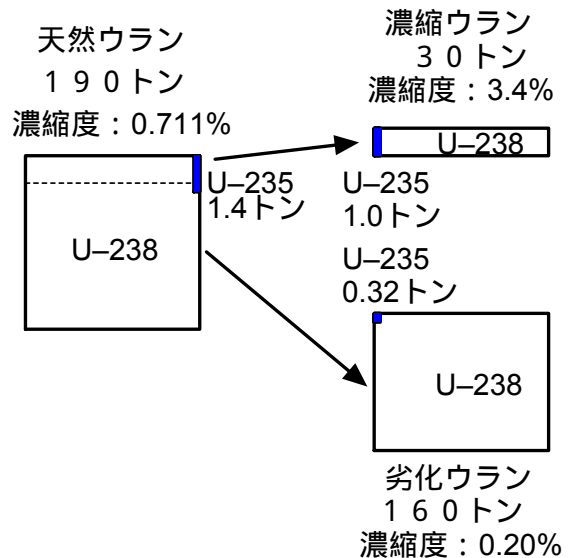 天然ウラン
190トン
濃縮度：0.711%
U–235
1.4トン
U–238
濃縮ウラン
30トン
濃縮度：3.4%
U–238
U–235
1.0トン
U–235
0.32トン
U–238
劣化ウラン
160トン
濃縮度：0.20%